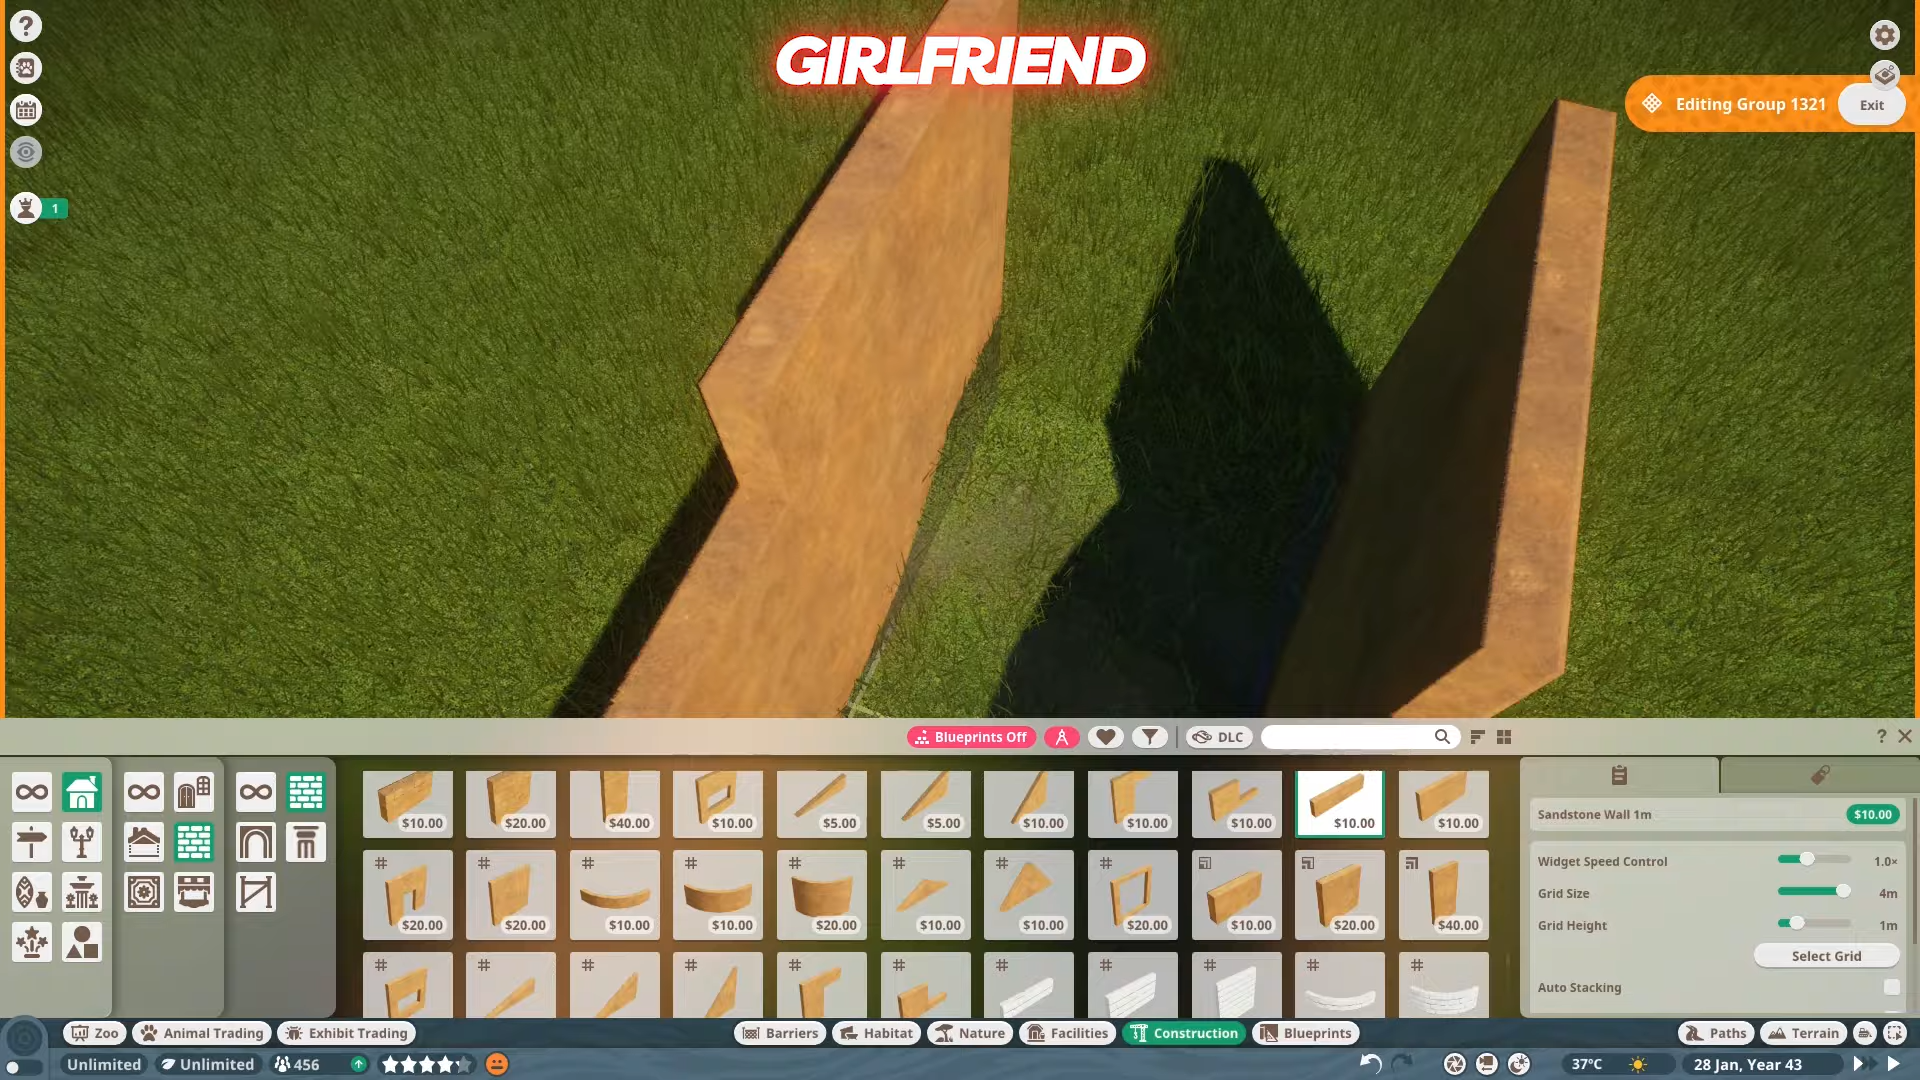 GIRLFRIEND
Editing Group 1321
Exit
1
Blueprints Off
DLC
$10.00 $20.00 $40.00 $10.00 $5.00 $5.00 $10.00 $10.00 $10.00 $10.00 $10.00
$20.00 $20.00 $10.00 $10.00 $20.00 $10.00 $10.00 $20.00 $10.00 $20.00 $40.00
Sandstone Wall 1m $10.00
Widget Speed Control 1.0×
Grid Size 4m
Grid Height 1m
Select Grid
Auto Stacking
Zoo Animal Trading Exhibit Trading Barriers Habitat Nature Facilities Construction Blueprints Paths Terrain
Unlimited Unlimited 456 37°C 28 Jan, Year 43